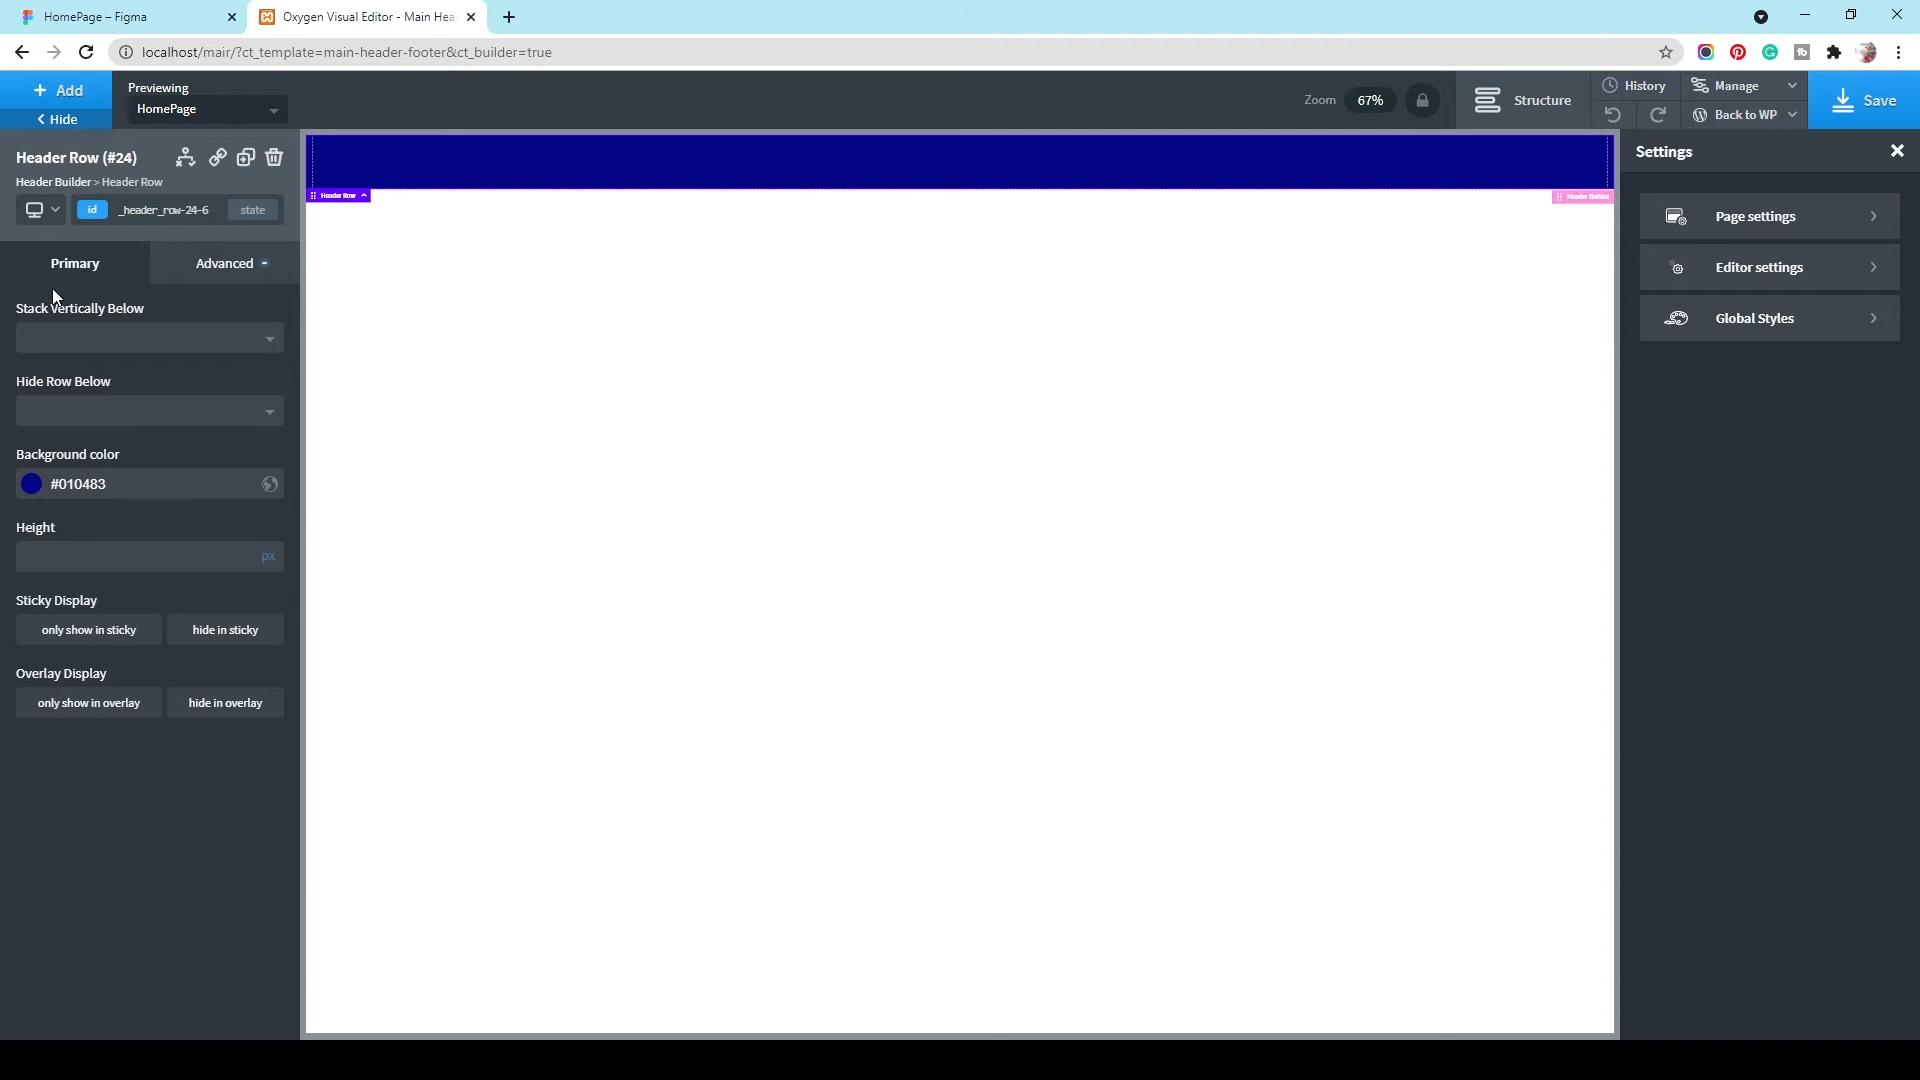 HomePage – Figma
Oxygen Visual Editor - Main Hea
localhost/mair/?ct_template=main-header-footer&ct_builder=true
+ Add
Hide
Previewing
HomePage
Zoom 67%
Structure
History
Manage
Back to WP
Save
Header Row (#24)
Header Builder > Header Row
id _header_row-24-6 state
Primary
Advanced
Stack Vertically Below
Hide Row Below
Background color
#010483
Height
px
Sticky Display
only show in sticky
hide in sticky
Overlay Display
only show in overlay
hide in overlay
Header Row
Header Builder
Settings
Page settings
Editor settings
Global Styles